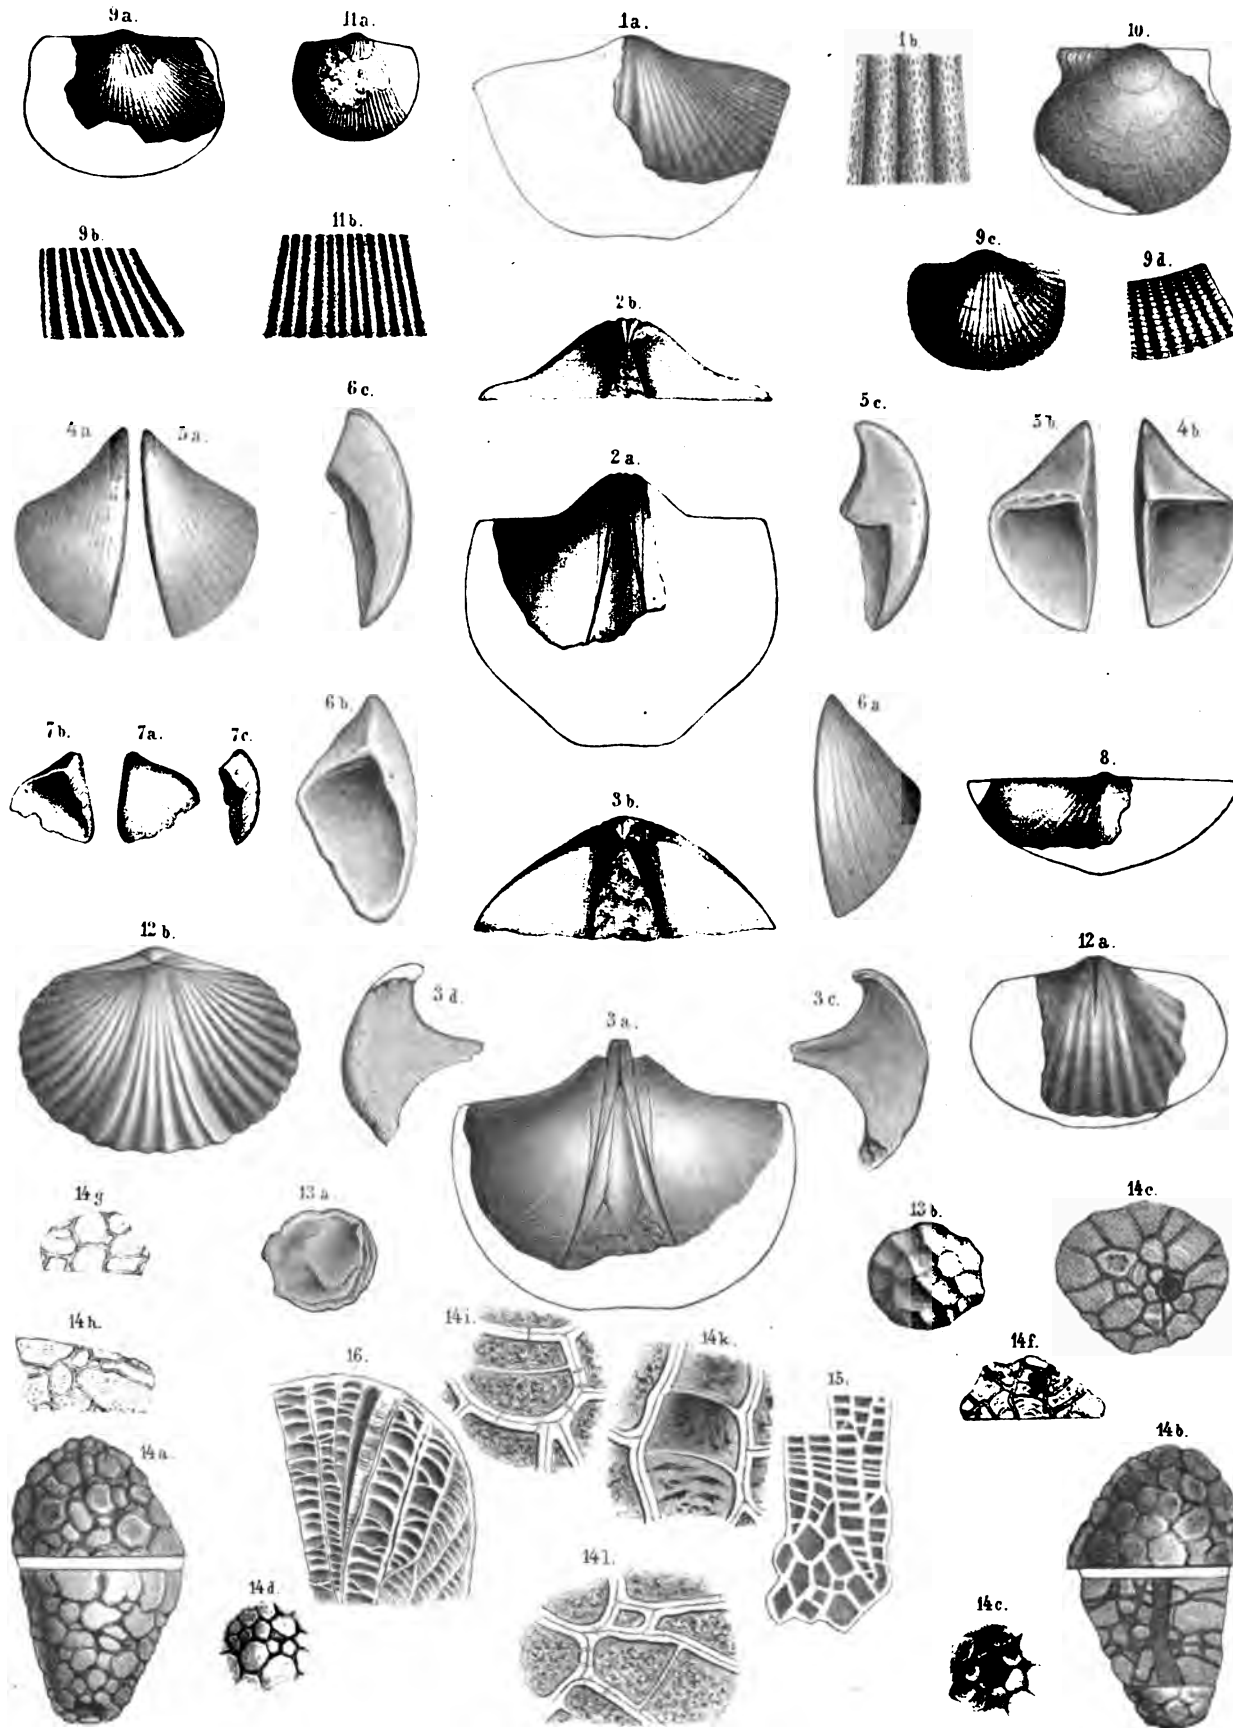 9a. 11a. 1a. 1b. 10.
9b. 11b. 9c. 9d.
2b.
6c. 5c.
4a 5a. 5b. 4b.
2a.
6b. 6a
7b. 7a. 7c. 8.
3b.
12b. 12a.
3d. 3c.
3a.
14g 13a. 13b. 14c.
14h. 14i. 14k. 14f.
16. 15.
14a. 14b.
14l.
14d. 14c.